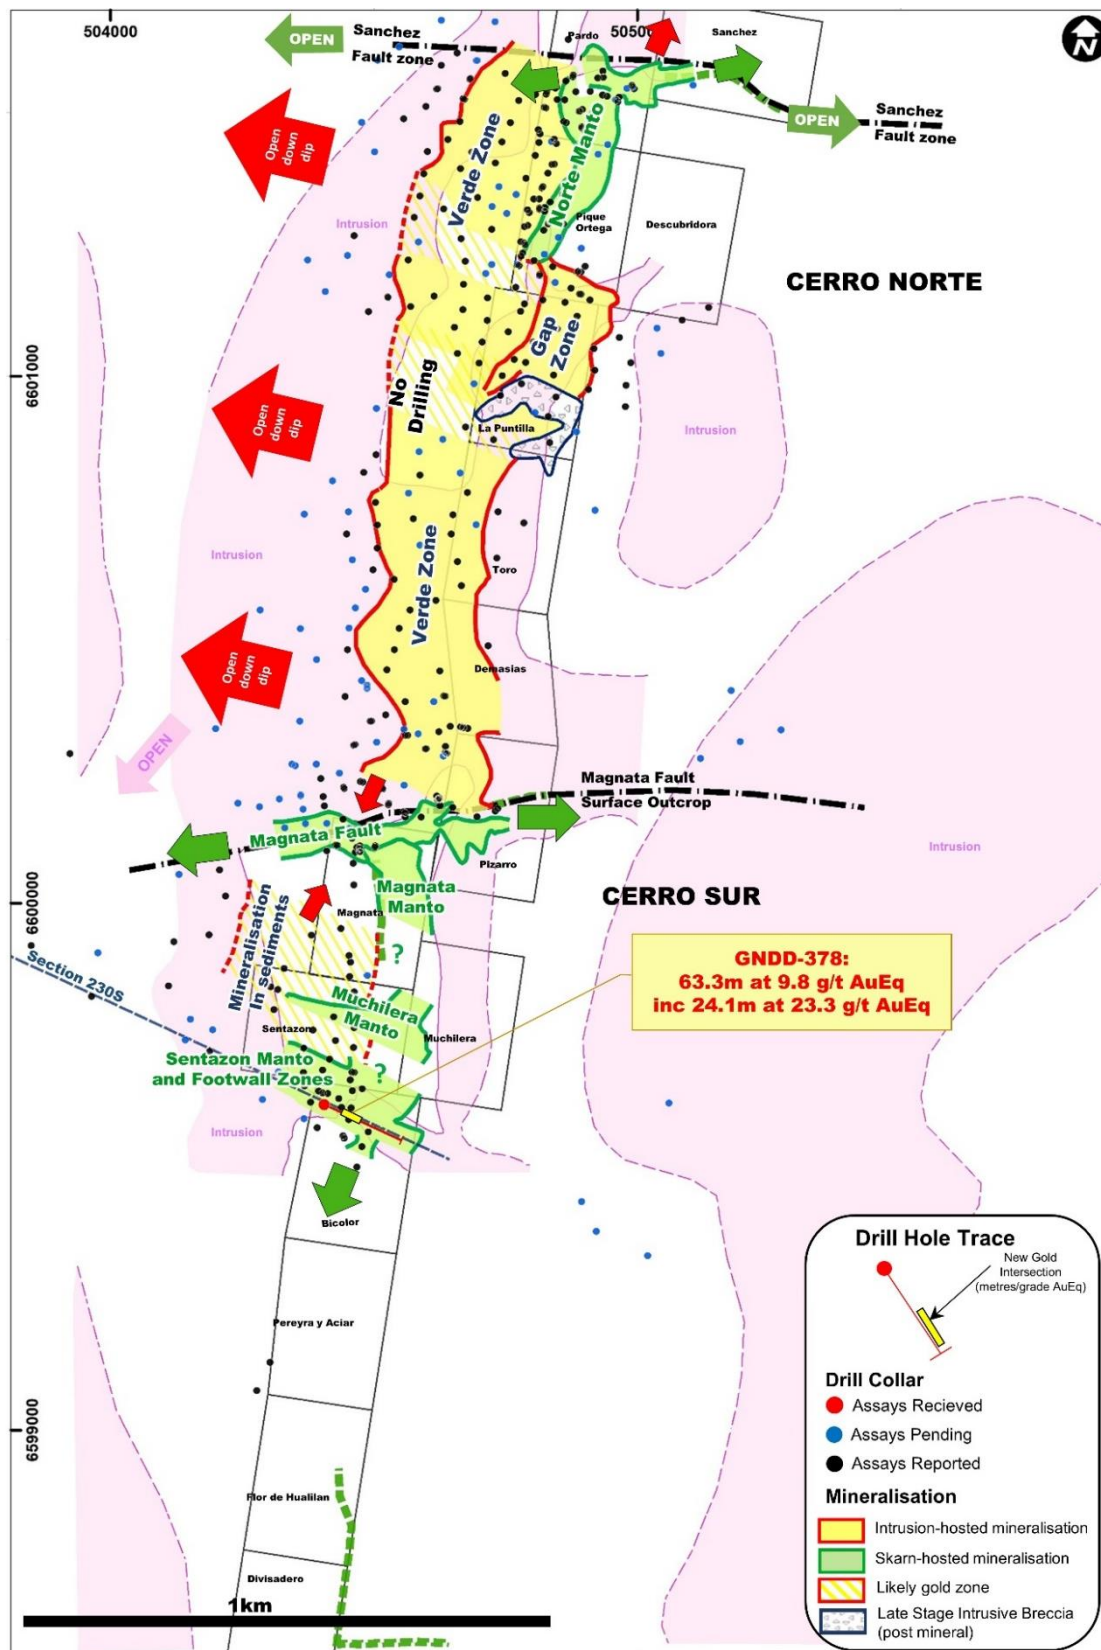 504000
505000
N
OPEN
Sanchez
Fault zone
Pardo
Sanchez
OPEN
Sanchez
Fault zone
Open
down
dip
Verde Zone
Norte Manto
Intrusion
Pique
Ortega
Descubridora
CERRO NORTE
Gap
Zone
6601000
No
Drilling
Open
down
dip
La Puntilla
Intrusion
Intrusion
Verde Zone
Toro
Open
down
dip
Demasias
OPEN
Magnata Fault
Surface Outcrop
Magnata Fault
Pizarro
Intrusion
Magnata
Manto
CERRO SUR
6600000
Magnata
Mineralisation
In sediments
?
Section 230S
GNDD-378:
63.3m at 9.8 g/t AuEq
inc 24.1m at 23.3 g/t AuEq
Muchilera
Manto
Sentazon
Muchilera
Sentazon Manto
and Footwall Zones
?
Intrusion
Bicolor
Pereyra y Aciar
6599000
Flor de Hualilan
Divisadero
1km
Drill Hole Trace
New Gold
Intersection
(metres/grade AuEq)
Drill Collar
Assays Recieved
Assays Pending
Assays Reported
Mineralisation
Intrusion-hosted mineralisation
Skarn-hosted mineralisation
Likely gold zone
Late Stage Intrusive Breccia
(post mineral)